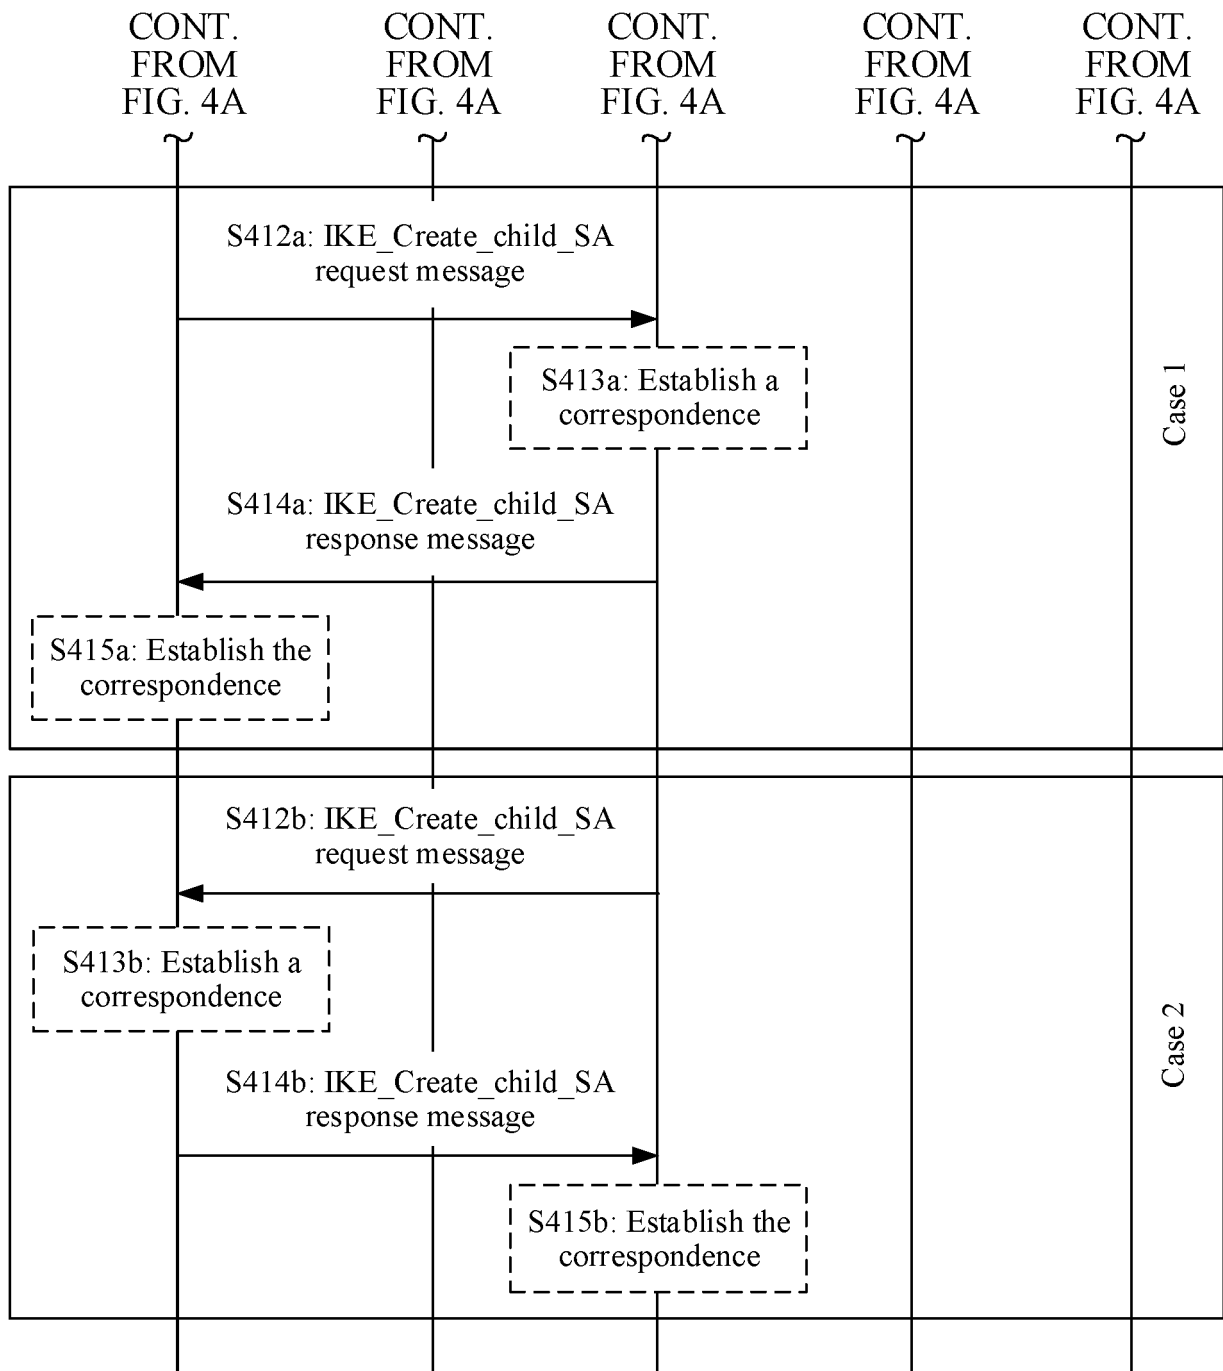 CONT.
FROM
FIG. 4A
CONT.
FROM
FIG. 4A
CONT.
FROM
FIG. 4A
CONT.
FROM
FIG. 4A
CONT.
FROM
FIG. 4A
S412a: IKE_Create_child_SA
request message
S413a: Establish a
correspondence
Case 1
S414a: IKE_Create_child_SA
response message
S415a: Establish the
correspondence
S412b: IKE_Create_child_SA
request message
S413b: Establish a
correspondence
Case 2
S414b: IKE_Create_child_SA
response message
S415b: Establish the
correspondence